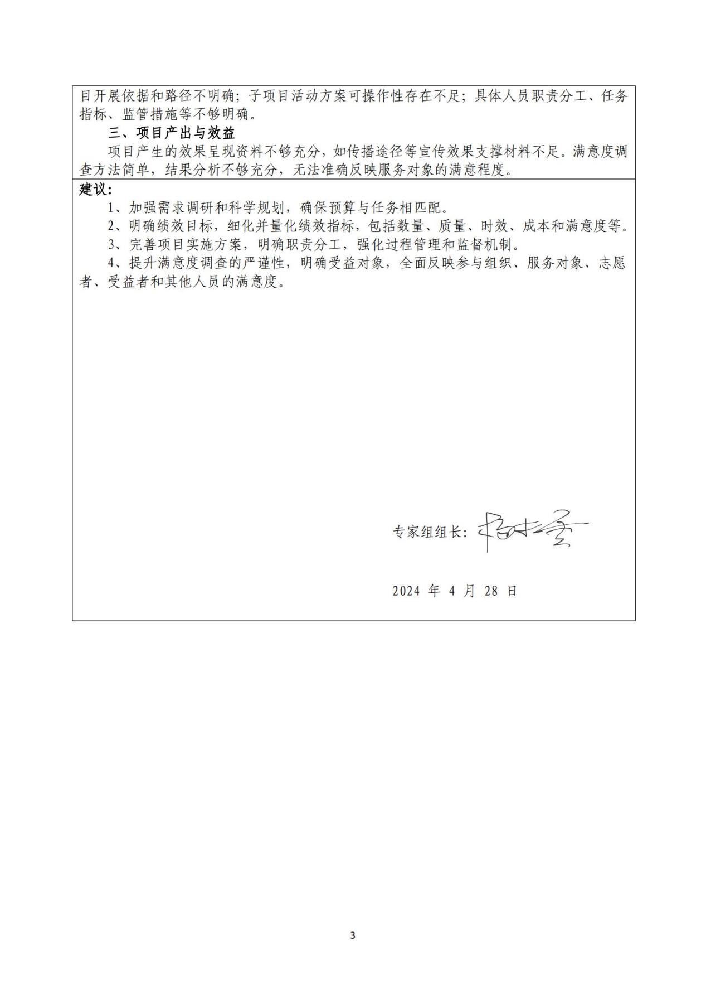 目开展依据和路径不明确；子项目活动方案可操作性存在不足；具体人员职责分工、任务
指标、监管措施等不够明确。
三、项目产出与效益
项目产生的效果呈现资料不够充分，如传播途径等宣传效果支撑材料不足。满意度调
查方法简单，结果分析不够充分，无法准确反映服务对象的满意程度。
建议：
1、加强需求调研和科学规划，确保预算与任务相匹配。
2、明确绩效目标，细化并量化绩效指标，包括数量、质量、时效、成本和满意度等。
3、完善项目实施方案，明确职责分工，强化过程管理和监督机制。
4、提升满意度调查的严谨性，明确受益对象，全面反映参与组织、服务对象、志愿
者、受益者和其他人员的满意度。
专家组组长：
2024 年 4 月 28 日
3